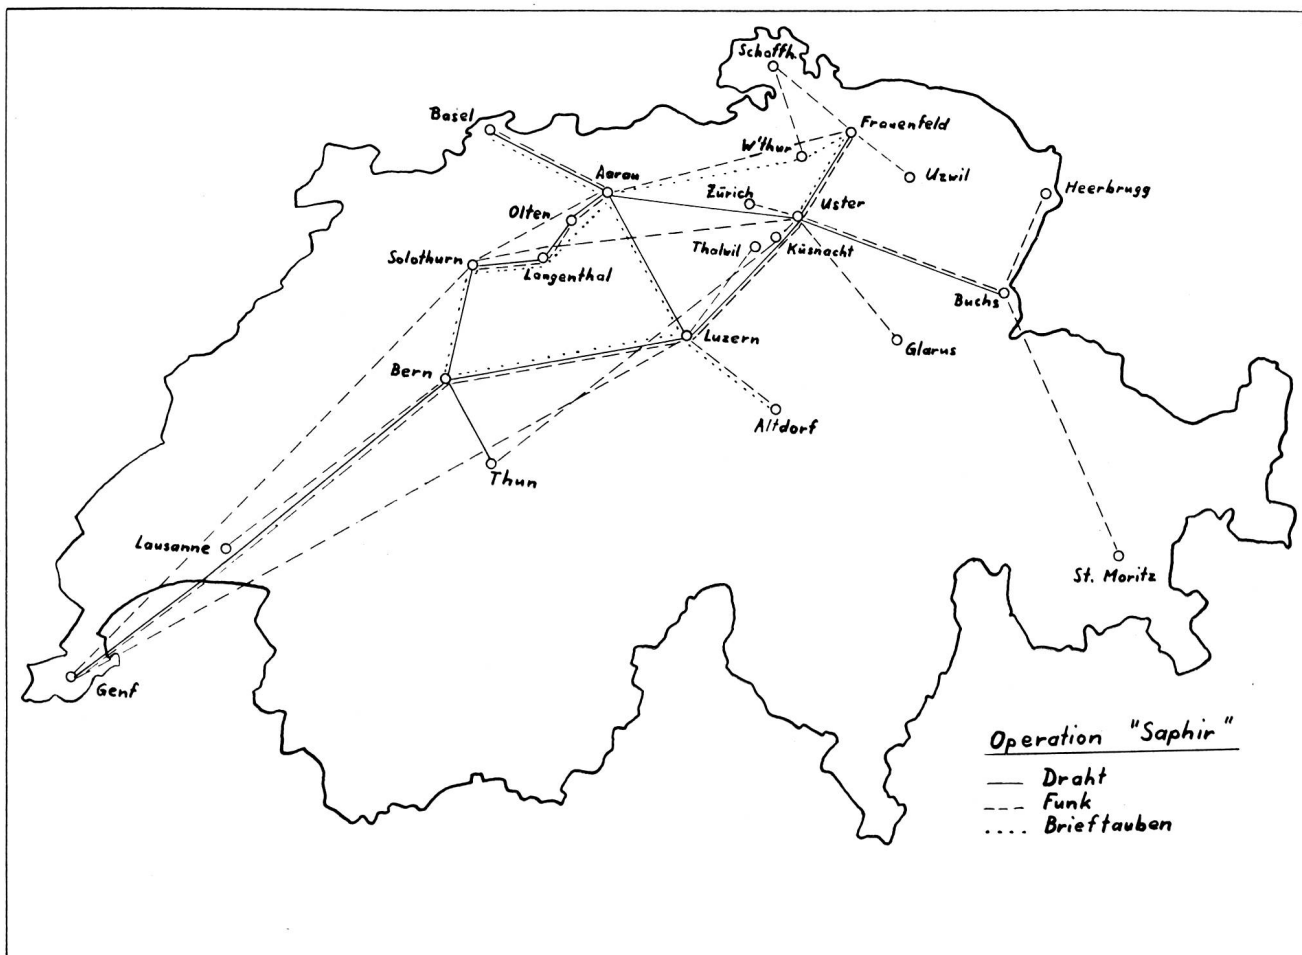 Schaffh.
Basel
Frauenfeld
W'thur
Aarau
Uzwil
Zürich
Heerbrugg
Olten
Uster
Solothurn
Thalwil
Küsnacht
Langenthal
Buchs
Luzern
Glarus
Bern
Altdorf
Thun
Lausanne
St. Moritz
Genf
Operation "Saphir"
Draht
Funk
Brieftauben